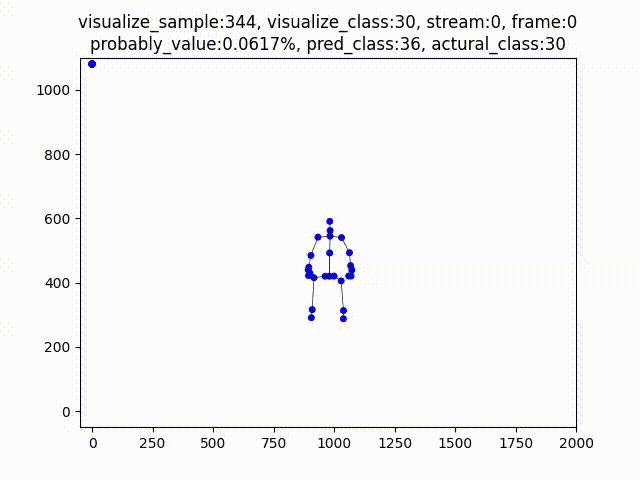 visualize_sample:344, visualize_class:30, stream:0, frame:0
probably_value:0.0617%, pred_class:36, actural_class:30
1000
800
600
400
200
0
0 250 500 750 1000 1250 1500 1750 2000